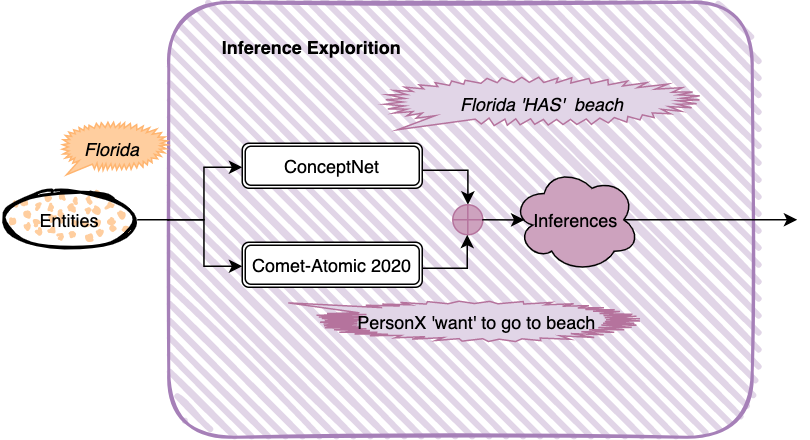 Inference Explorition
Florida 'HAS'  beach
Florida
ConceptNet
Entities
Inferences
Comet-Atomic 2020
PersonX 'want' to go to beach